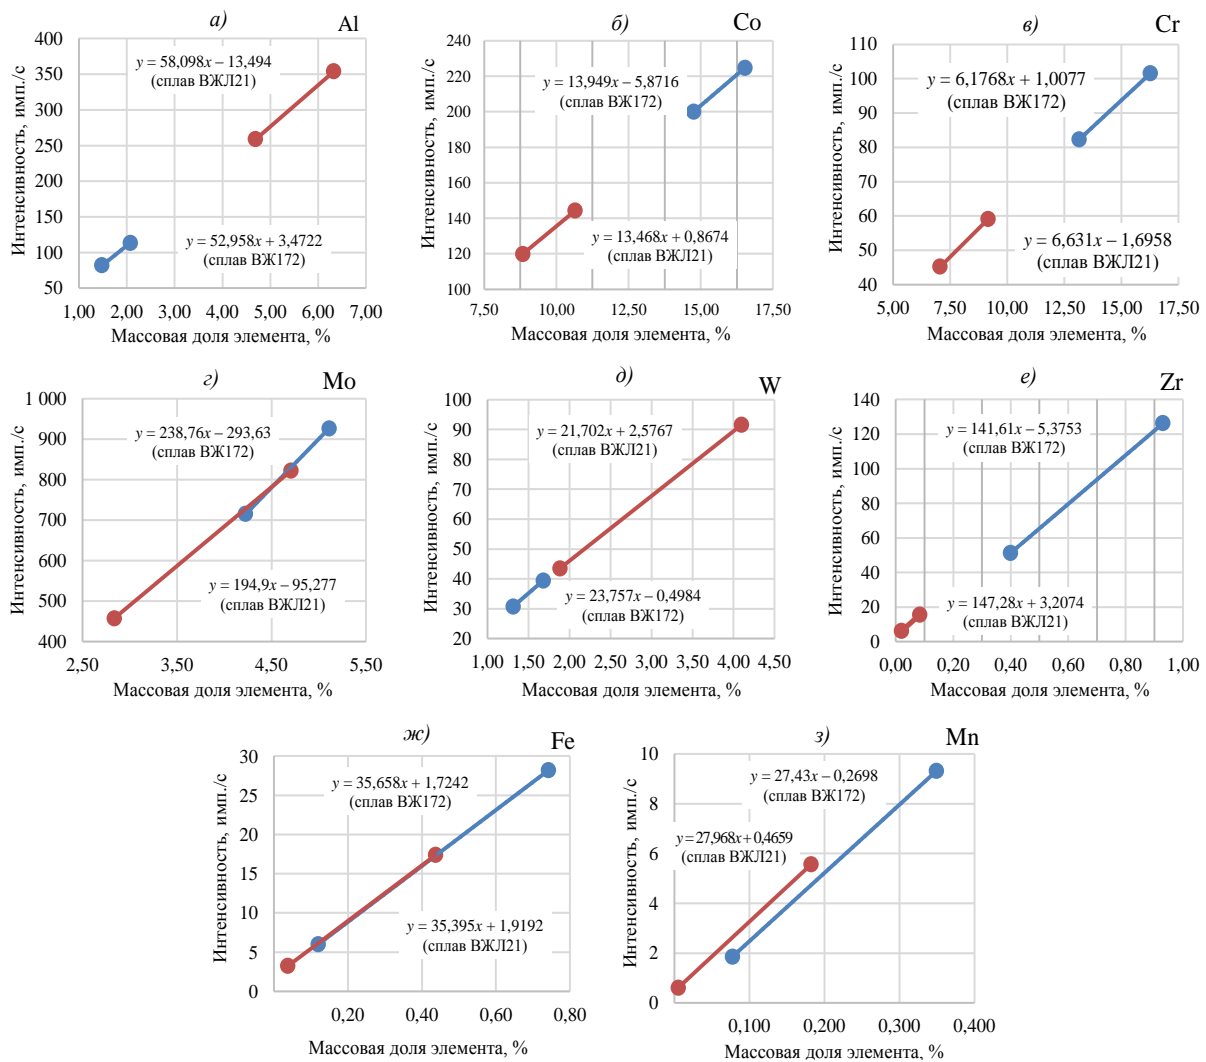 а)
Al
Интенсивность, имп./с
400
350
300
250
200
150
100
50
y = 58,098x – 13,494
(сплав ВЖЛ21)
y = 52,958x + 3,4722
(сплав ВЖ172)
1,00 2,00 3,00 4,00 5,00 6,00 7,00
Массовая доля элемента, %
б)
Co
Интенсивность, имп./с
240
220
200
180
160
140
120
100
y = 13,949x – 5,8716
(сплав ВЖ172)
y = 13,468x + 0,8674
(сплав ВЖЛ21)
7,50 10,00 12,50 15,00 17,50
Массовая доля элемента, %
в)
Cr
Интенсивность, имп./с
110
100
90
80
70
60
50
40
y = 6,1768x + 1,0077
(сплав ВЖ172)
y = 6,631x – 1,6958
(сплав ВЖЛ21)
5,00 7,50 10,00 12,50 15,00 17,50
Массовая доля элемента, %
г)
Mo
Интенсивность, имп./с
1 000
900
800
700
600
500
400
y = 238,76x – 293,63
(сплав ВЖ172)
y = 194,9x – 95,277
(сплав ВЖЛ21)
2,50 3,50 4,50 5,50
Массовая доля элемента, %
д)
W
Интенсивность, имп./с
100
90
80
70
60
50
40
30
20
y = 21,702x + 2,5767
(сплав ВЖЛ21)
y = 23,757x – 0,4984
(сплав ВЖ172)
1,00 1,50 2,00 2,50 3,00 3,50 4,00 4,50
Массовая доля элемента, %
е)
Zr
Интенсивность, имп./с
140
120
100
80
60
40
20
0
y = 141,61x – 5,3753
(сплав ВЖ172)
y = 147,28x + 3,2074
(сплав ВЖЛ21)
0,00 0,20 0,40 0,60 0,80 1,00
Массовая доля элемента, %
ж)
Fe
Интенсивность, имп./с
30
25
20
15
10
5
0
y = 35,658x + 1,7242
(сплав ВЖ172)
y = 35,395x + 1,9192
(сплав ВЖЛ21)
0,20 0,40 0,60 0,80
Массовая доля элемента, %
з)
Mn
Интенсивность, имп./с
10
8
6
4
2
0
y = 27,43x – 0,2698
(сплав ВЖ172)
y = 27,968x + 0,4659
(сплав ВЖЛ21)
0,100 0,200 0,300 0,400
Массовая доля элемента, %